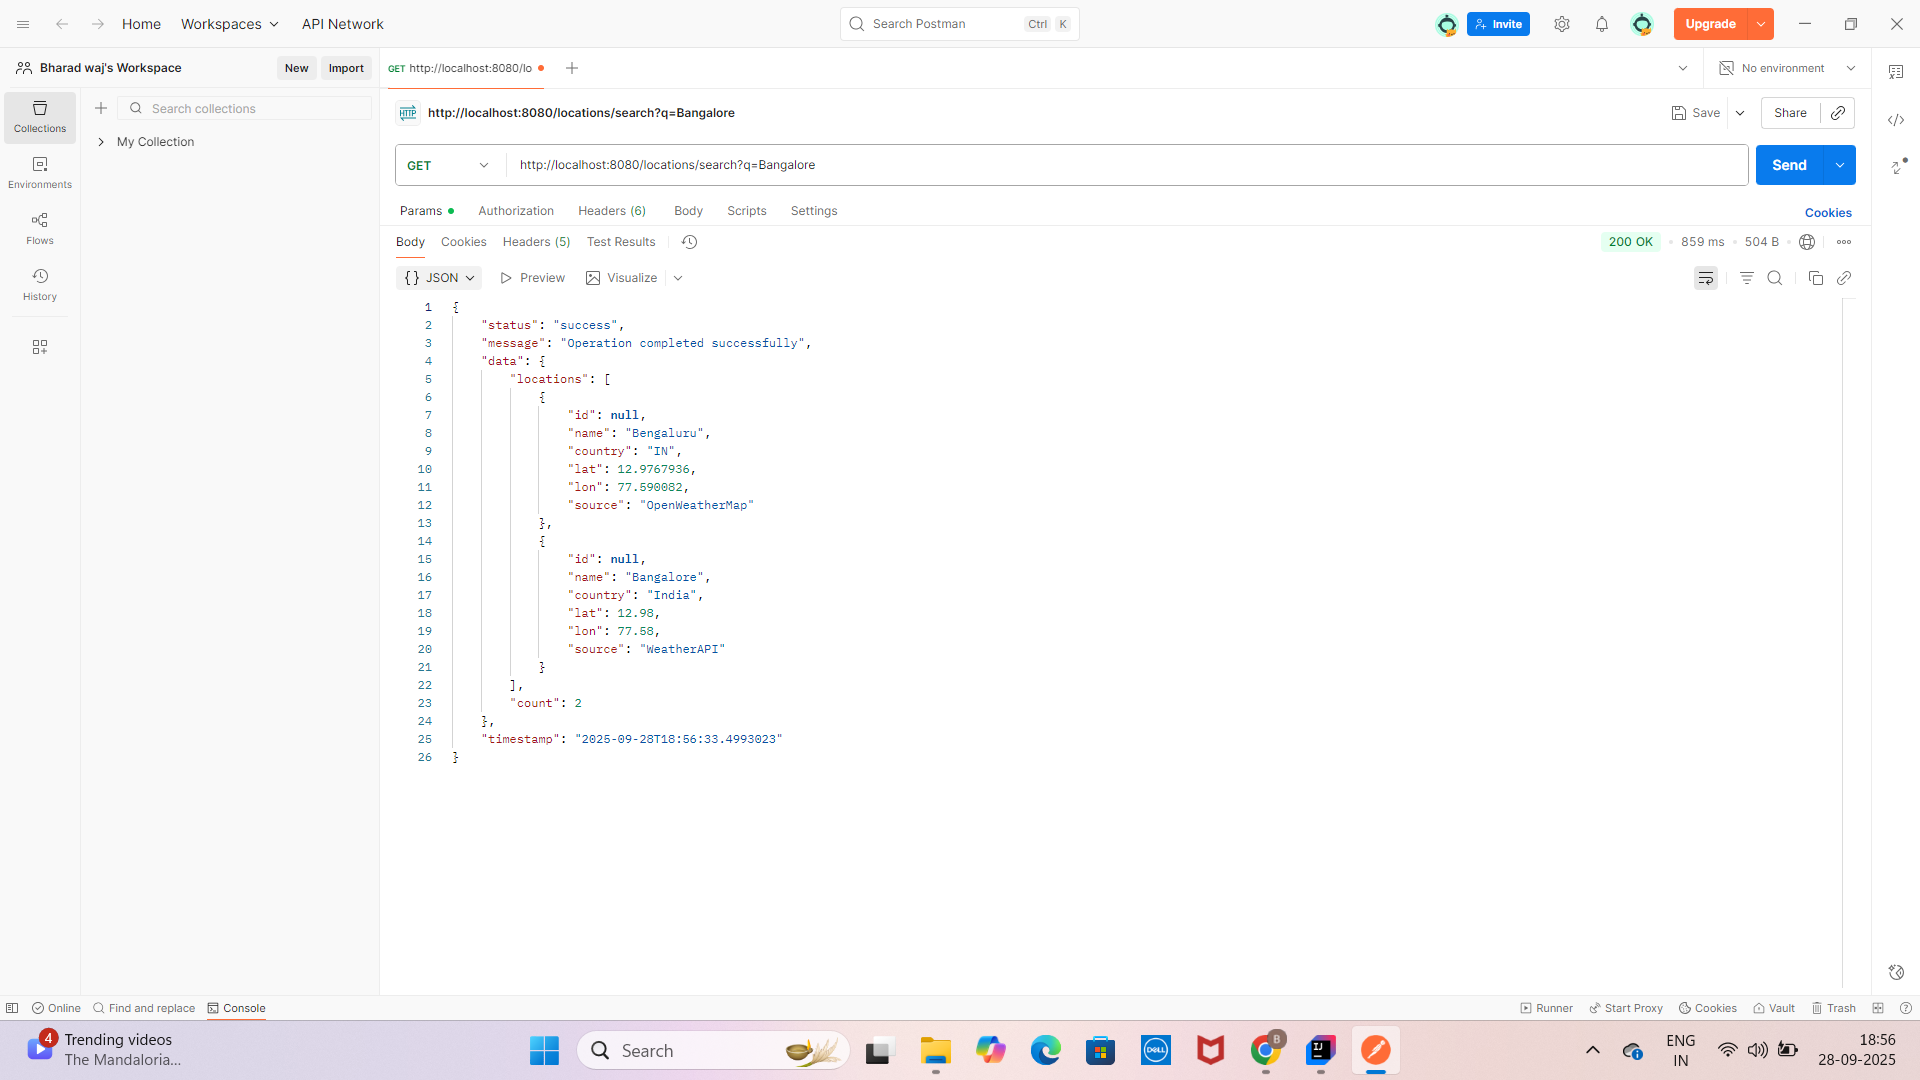 Home
Workspaces
API Network
Search Postman
Ctrl
K
Invite
Upgrade
Bharad waj's Workspace
New
Import
GET http://localhost:8080/lo
No environment
Collections
Search collections
My Collection
Environments
Flows
History
HTTP
http://localhost:8080/locations/search?q=Bangalore
Save
Share
GET
http://localhost:8080/locations/search?q=Bangalore
Send
Params
Authorization
Headers (6)
Body
Scripts
Settings
Cookies
Body
Cookies
Headers (5)
Test Results
200 OK
859 ms
504 B
{} JSON
Preview
Visualize
1 {
2 "status": "success",
3 "message": "Operation completed successfully",
4 "data": {
5 "locations": [
6 {
7 "id": null,
8 "name": "Bengaluru",
9 "country": "IN",
10 "lat": 12.9767936,
11 "lon": 77.590082,
12 "source": "OpenWeatherMap"
13 },
14 {
15 "id": null,
16 "name": "Bangalore",
17 "country": "India",
18 "lat": 12.98,
19 "lon": 77.58,
20 "source": "WeatherAPI"
21 }
22 ],
23 "count": 2
24 },
25 "timestamp": "2025-09-28T18:56:33.4993023"
26 }
Online
Find and replace
Console
Runner
Start Proxy
Cookies
Vault
Trash
4
Trending videos
The Mandaloria...
Search
DELL
B
IJ
ENG
IN
18:56
28-09-2025